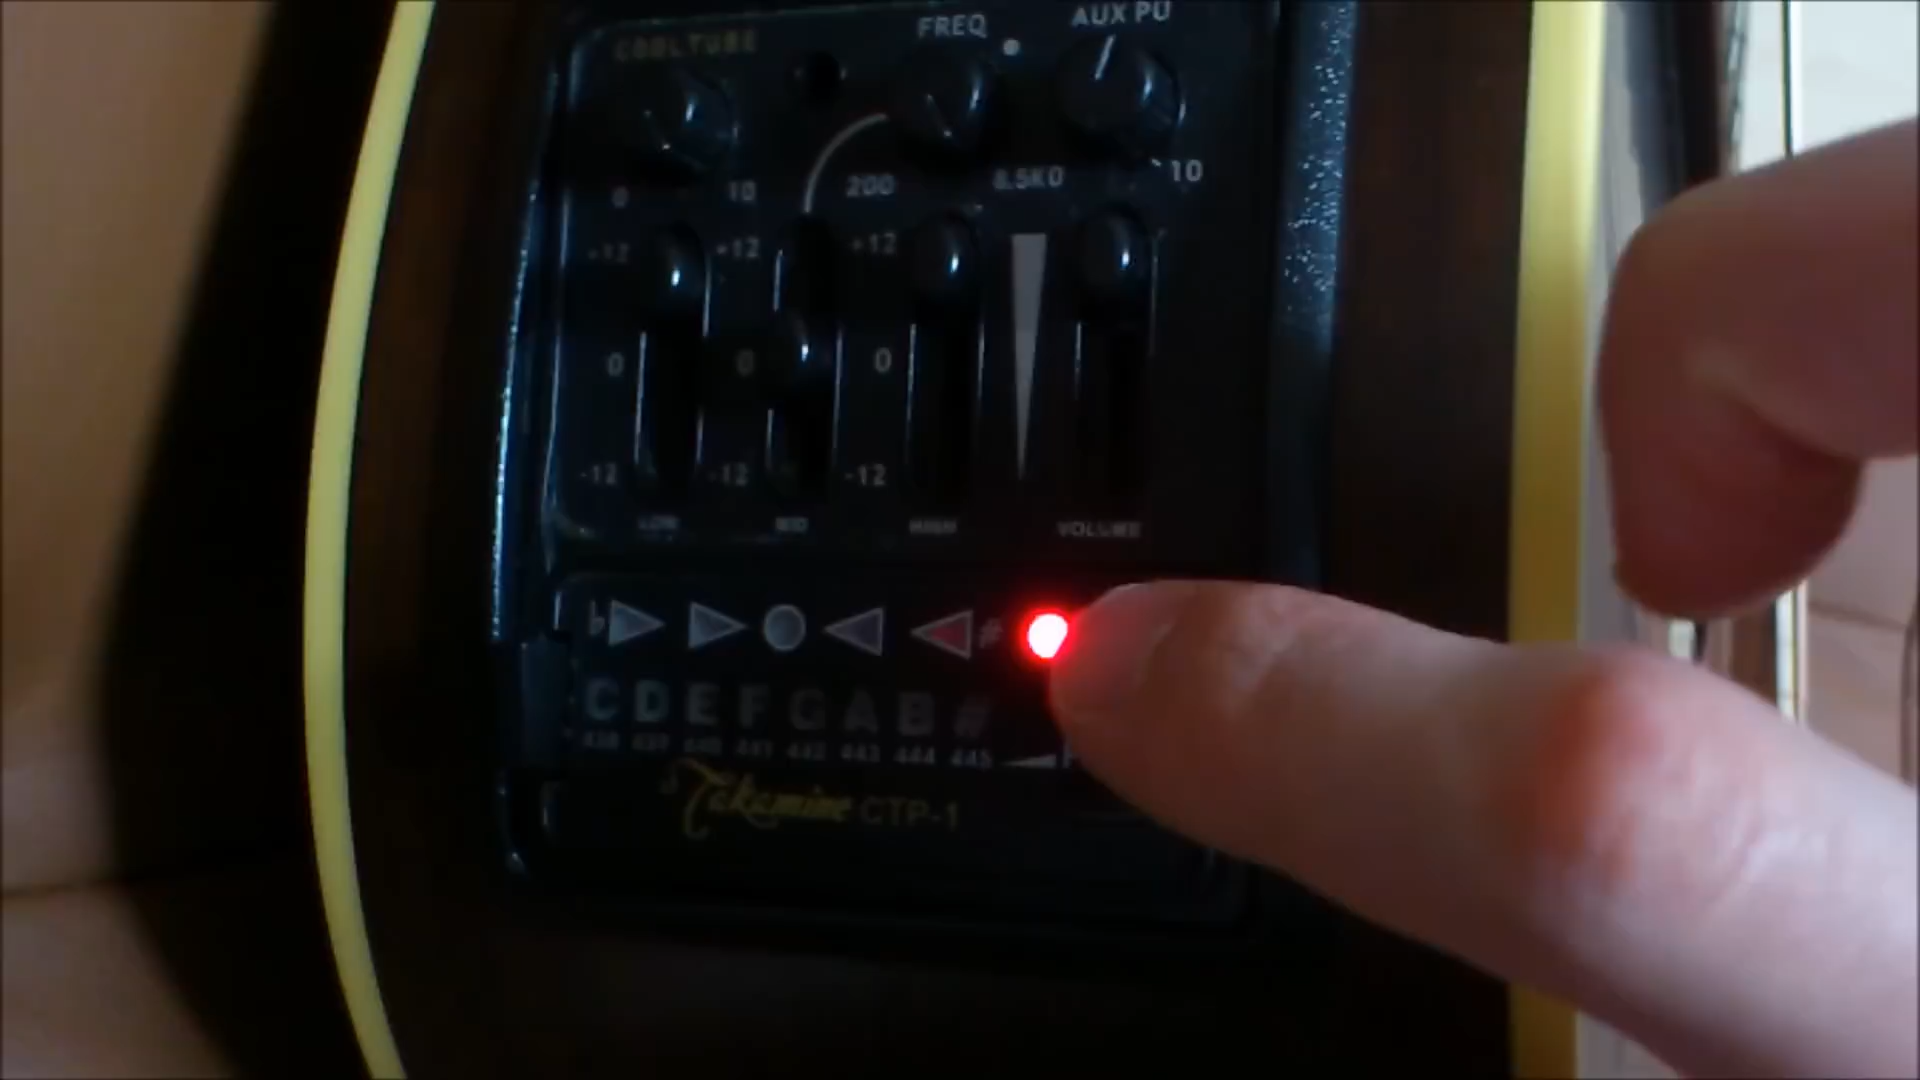 COOLTUBE FREQ AUX PU
0 10 200 8.5KO 10
+12 +12 +12
0 0 0
-12 -12 -12
LOW MID HIGH VOLUME
♭ #
C D E F G A B #
438 439 440 441 442 443 444 445
Takamine CTP-1